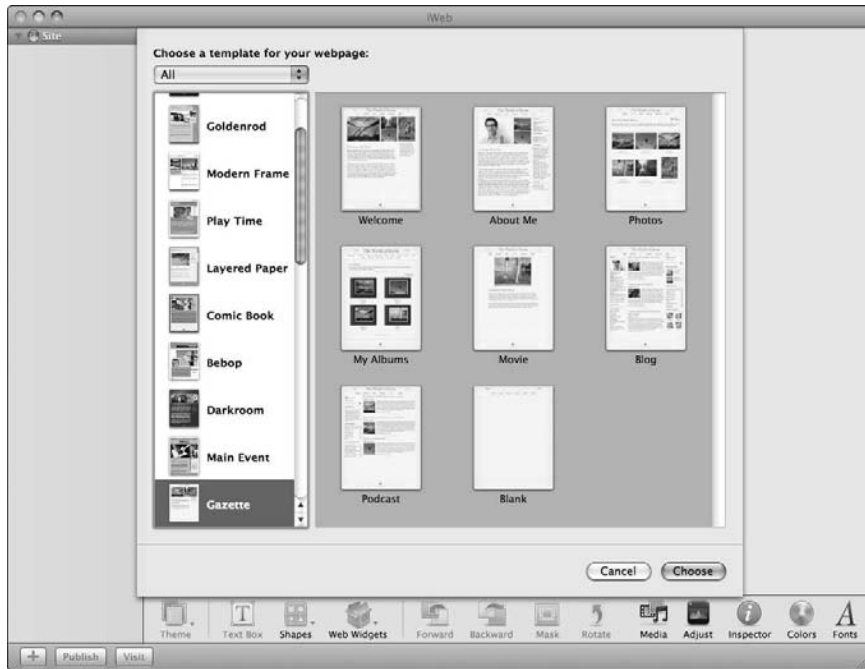 iWeb
Site
Choose a template for your webpage:
All
Goldenrod
Modern Frame
Play Time
Layered Paper
Comic Book
Bebop
Darkroom
Main Event
Gazette
Welcome
About Me
Photos
My Albums
Movie
Blog
Podcast
Blank
Cancel
Choose
Theme
Text Box
Shapes
Web Widgets
Forward
Backward
Mask
Rotate
Media
Adjust
Inspector
Colors
Fonts
Publish
Visit